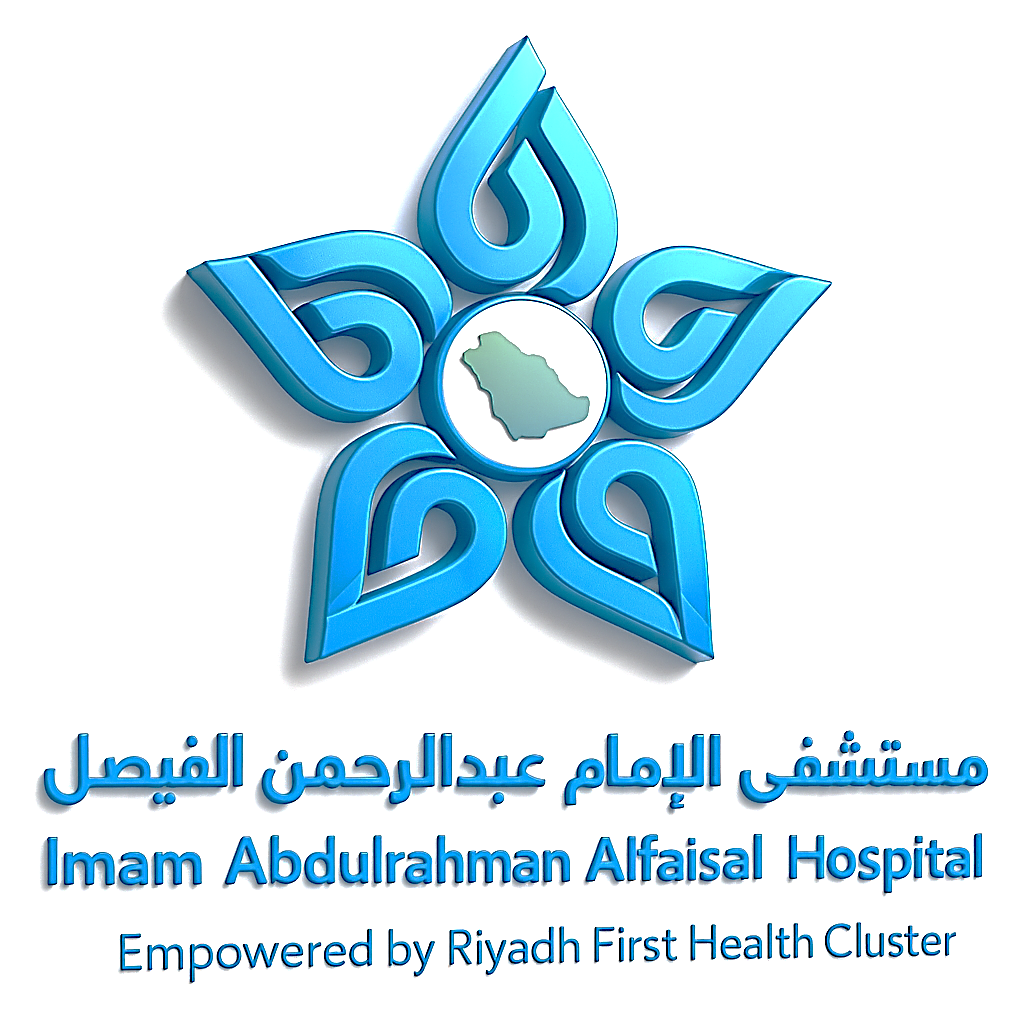 مستشفى الإمام عبدالرحمن الفيصل
Imam Abdulrahman Alfaisal Hospital
Empowered by Riyadh First Health Cluster